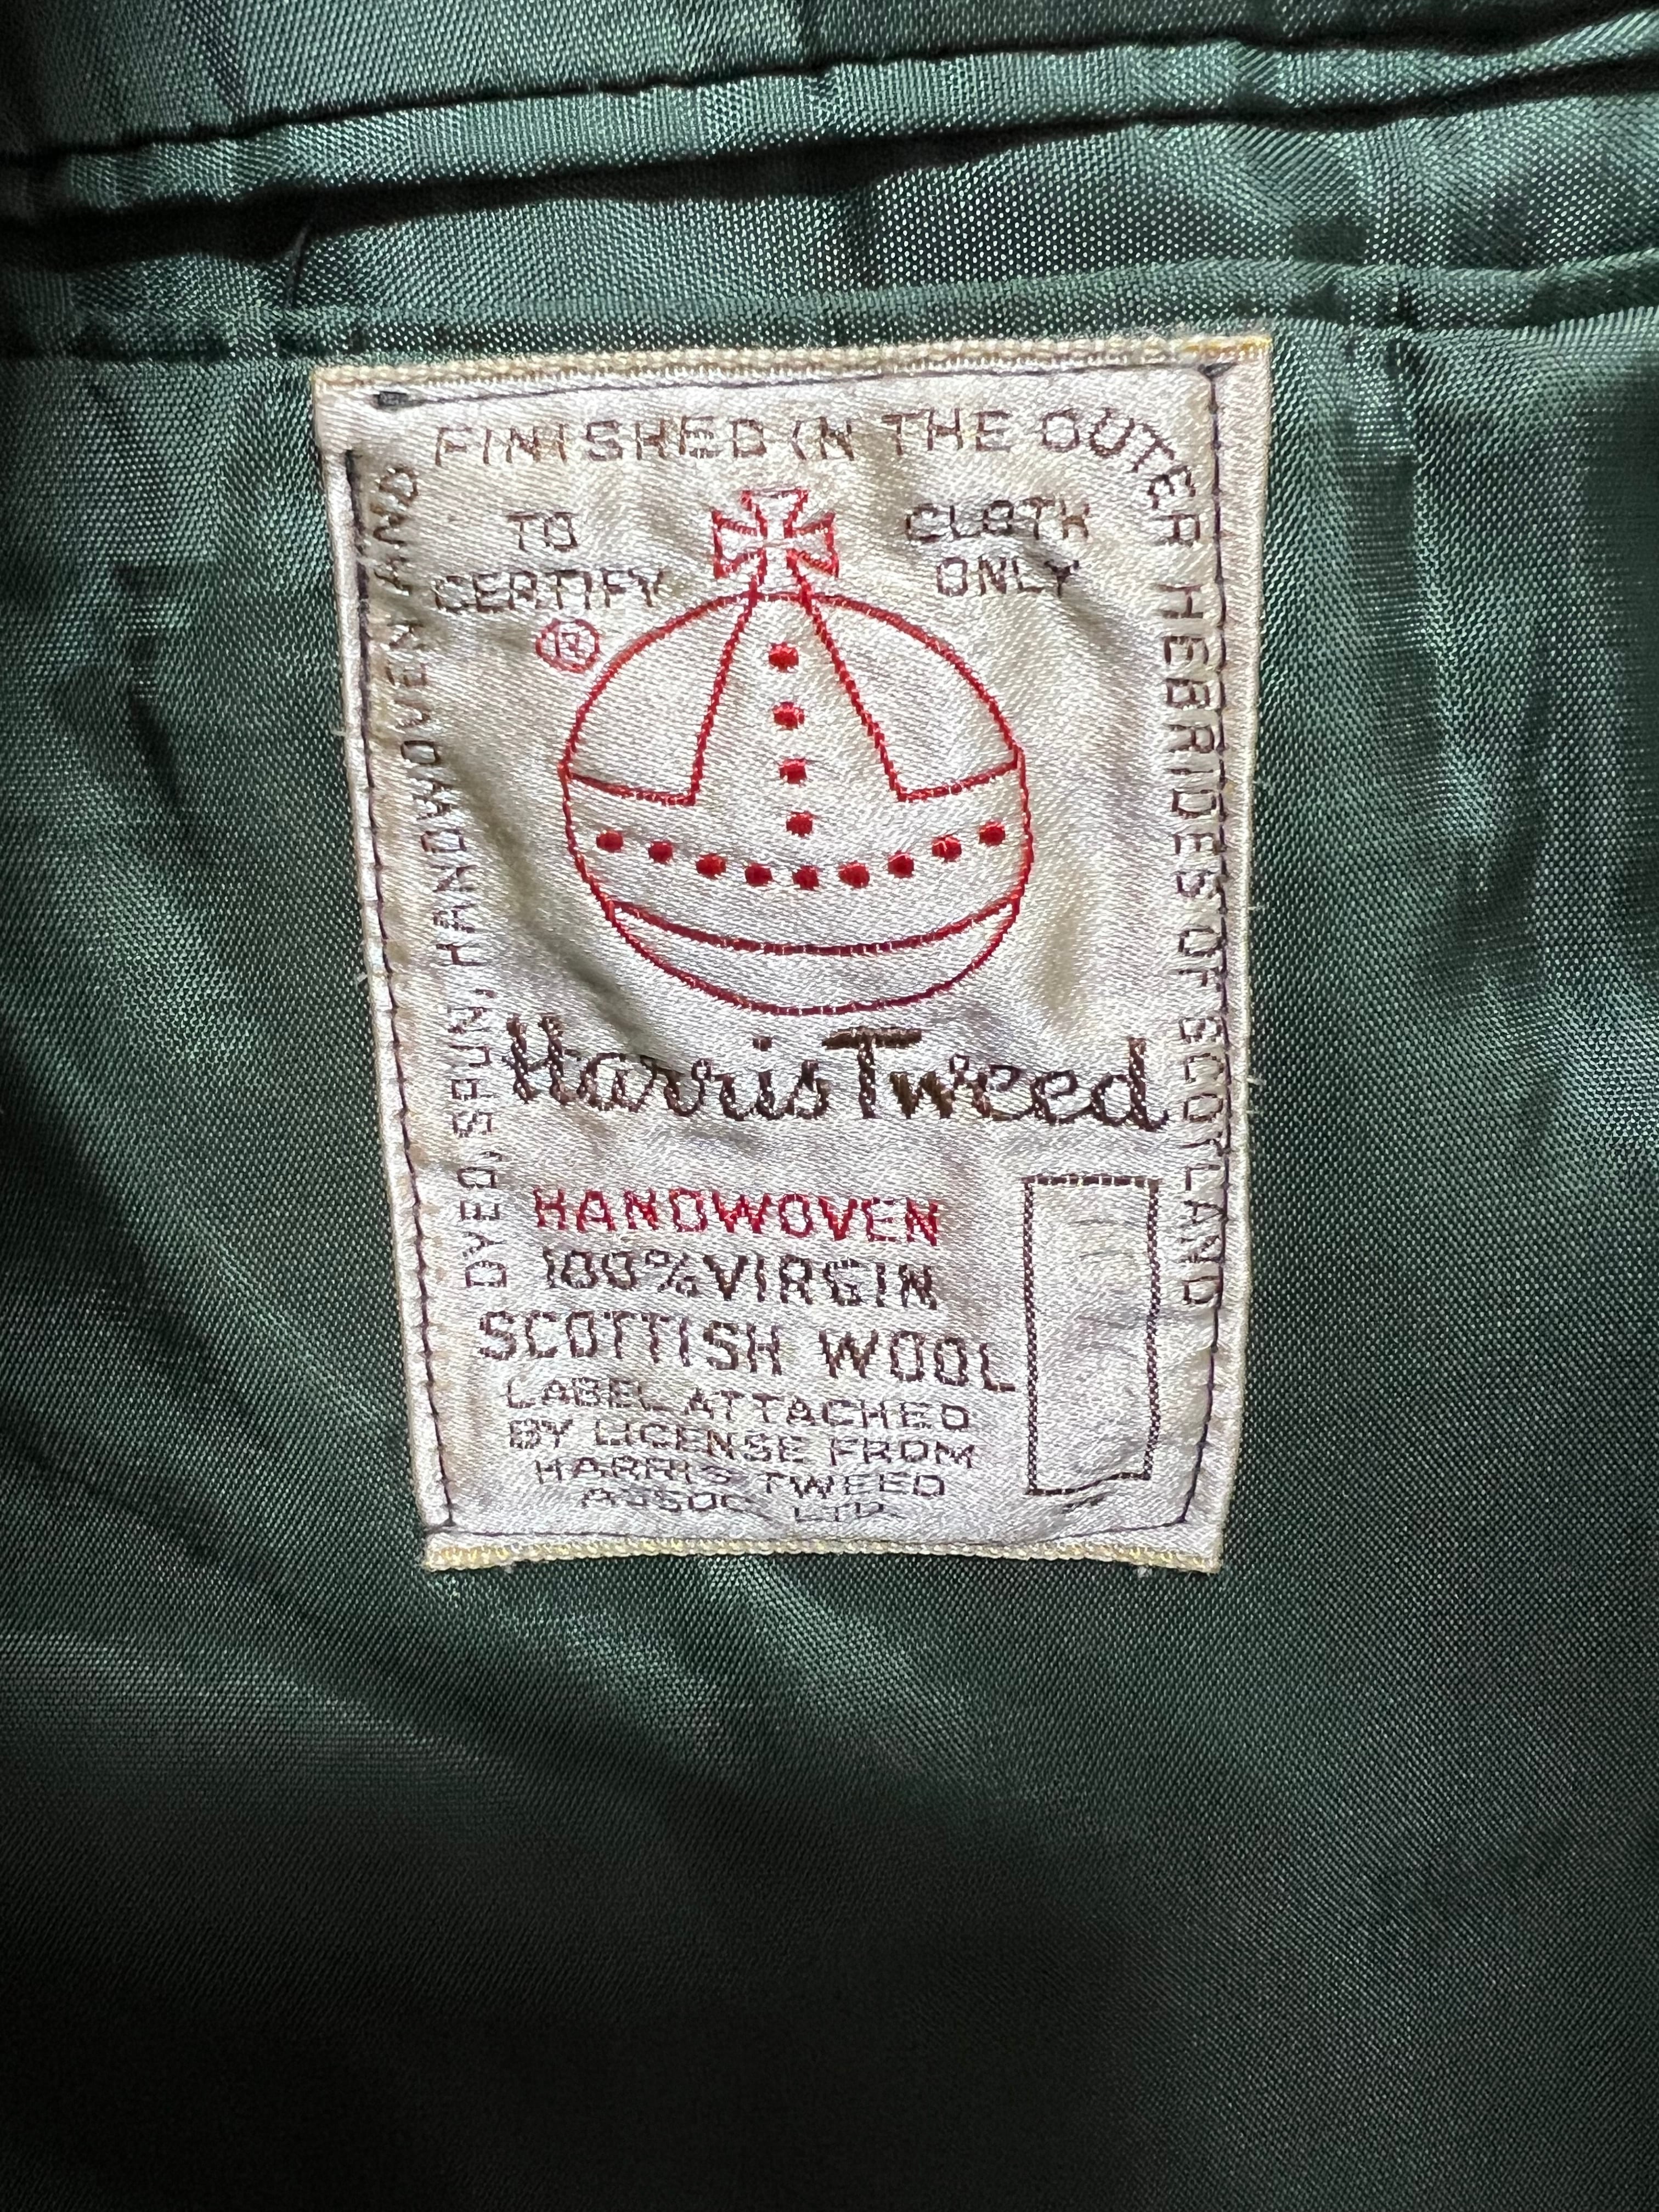 DYED, SPUN, HANDWOVEN AND FINISHED IN THE OUTER HEBRIDES OF SCOTLAND
TO
CERTIFY
CLOTH
ONLY
®
Harris Tweed
HANDWOVEN
100% VIRGIN
SCOTTISH WOOL
LABEL ATTACHED
BY LICENSE FROM
HARRIS TWEED
ASSOC. LTD.